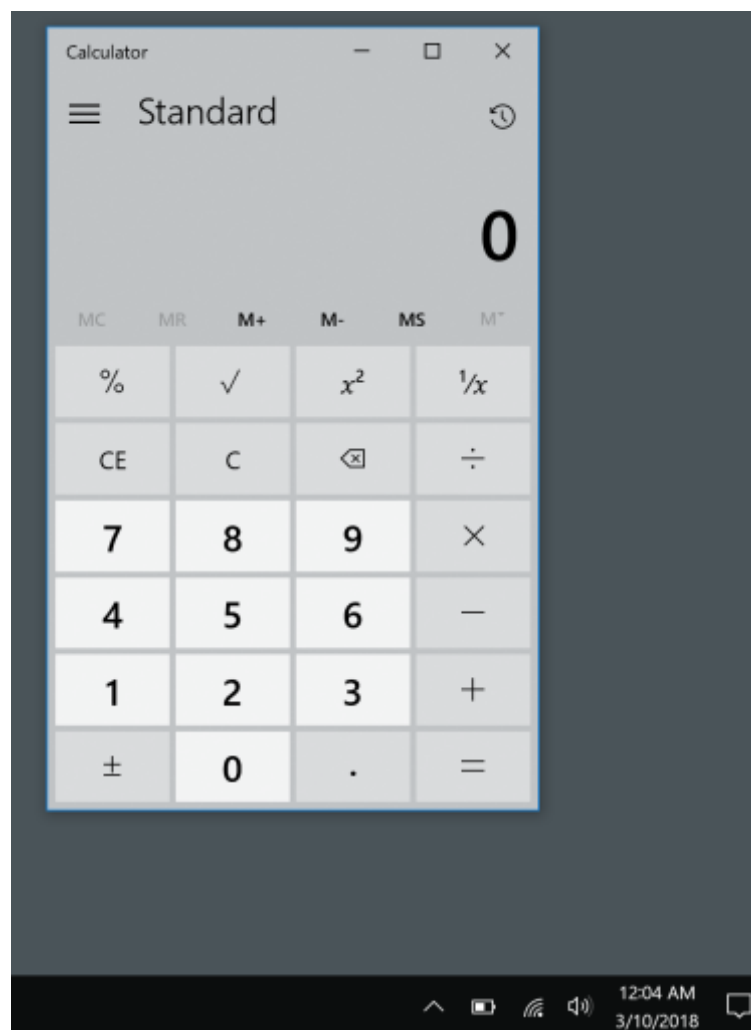 Calculator
Standard
0
MC MR M+ M- MS M˅
% √ x² ¹/x
CE C ÷
7 8 9 ×
4 5 6 −
1 2 3 +
± 0 . =
12:04 AM
3/10/2018